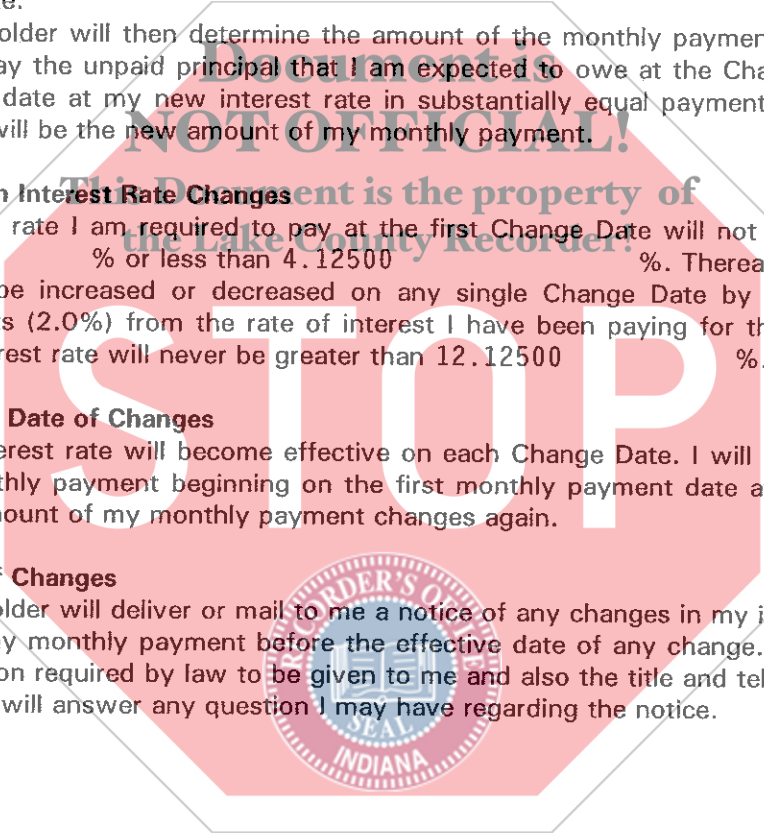 older will then determine the amount of the monthly paymen
ay the unpaid principal that I am expected to owe at the Cha
date at my new interest rate in substantially equal payment
will be the new amount of my monthly payment.
Document is
NOT OFFICIAL!
This Document is the property of
the Lake County Recorder!
n Interest Rate Changes
rate I am required to pay at the first Change Date will not
% or less than 4.12500 %. Therea
be increased or decreased on any single Change Date by
s (2.0%) from the rate of interest I have been paying for th
rest rate will never be greater than 12.12500 %.
Date of Changes
erest rate will become effective on each Change Date. I will
thly payment beginning on the first monthly payment date a
nount of my monthly payment changes again.
f Changes
older will deliver or mail to me a notice of any changes in my i
ny monthly payment before the effective date of any change.
on required by law to be given to me and also the title and tel
will answer any question I may have regarding the notice.
STOP
SEAL
INDIANA